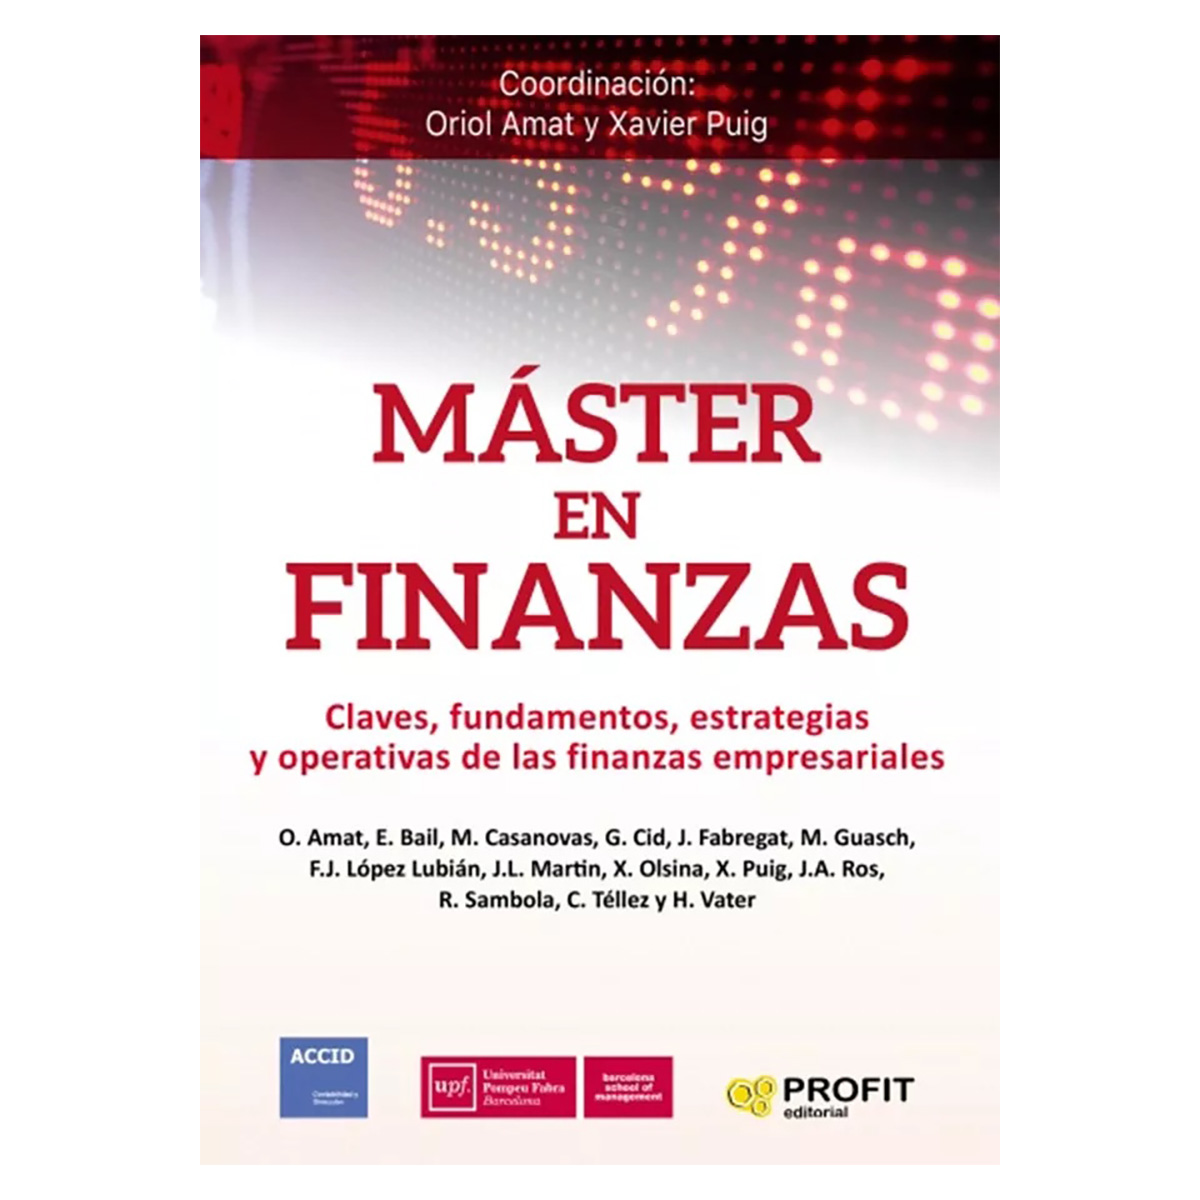 Coordinación:
Oriol Amat y Xavier Puig
MÁSTER
EN
FINANZAS
Claves, fundamentos, estrategias
y operativas de las finanzas empresariales
O. Amat, E. Bail, M. Casanovas, G. Cid, J. Fabregat, M. Guasch,
F.J. López Lubián, J.L. Martin, X. Olsina, X. Puig, J.A. Ros,
R. Sambola, C. Téllez y H. Vater
ACCID
Contabilidad y
Dirección
upf.
Universitat
Pompeu Fabra
Barcelona
barcelona
school of
management
PROFIT
editorial